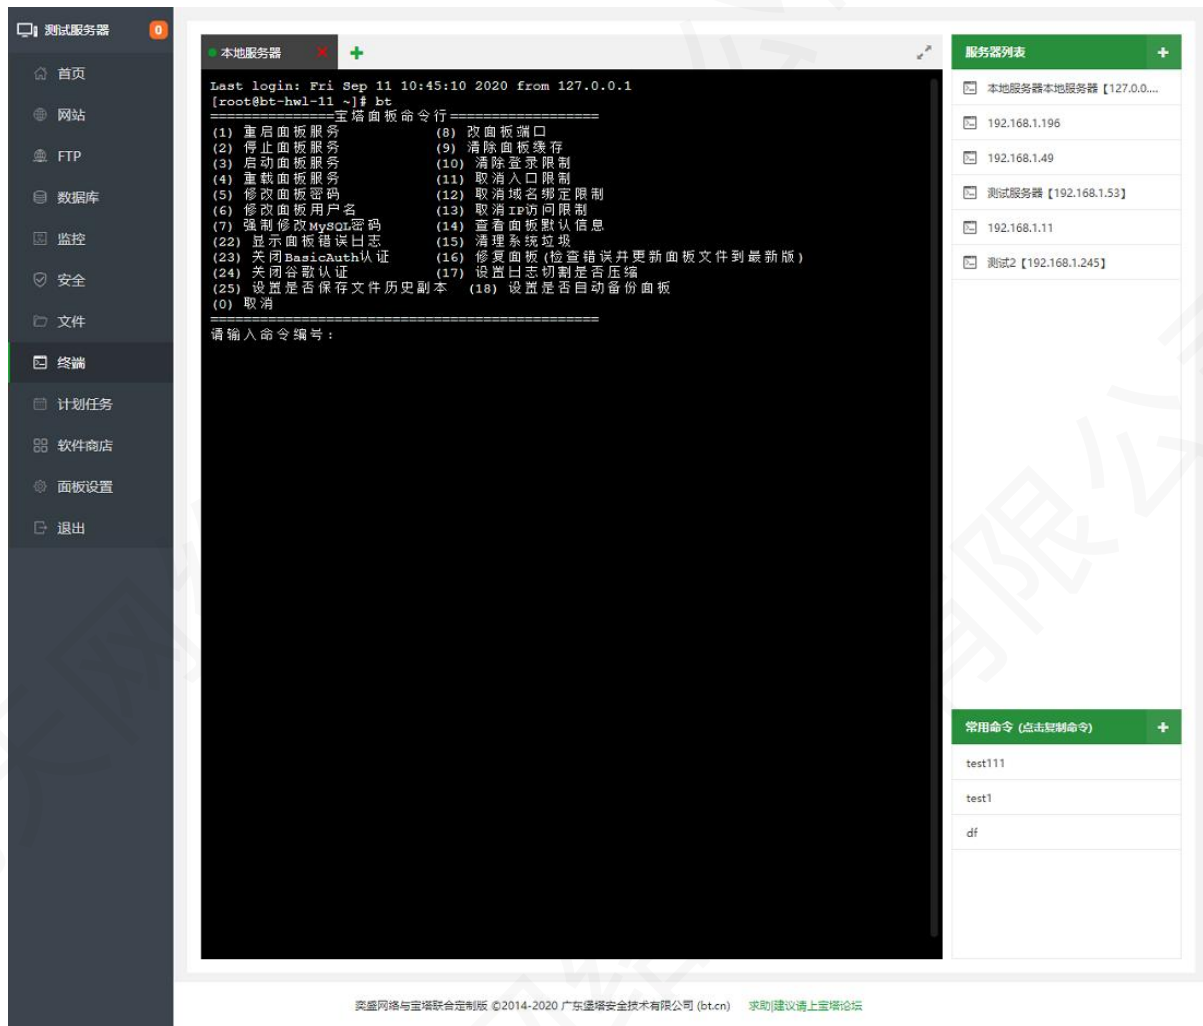 测试服务器 0
首页
网站
FTP
数据库
监控
安全
文件
终端
计划任务
软件商店
面板设置
退出
本地服务器
Last login: Fri Sep 11 10:45:10 2020 from 127.0.0.1
[root@bt-hwl-11 ~]# bt
===============宝塔面板命令行==================
(1) 重启面板服务 (8) 改面板端口
(2) 停止面板服务 (9) 清除面板缓存
(3) 启动面板服务 (10) 清除登录限制
(4) 重载面板服务 (11) 取消入口限制
(5) 修改面板密码 (12) 取消域名绑定限制
(6) 修改面板用户名 (13) 取消IP访问限制
(7) 强制修改MySQL密码 (14) 查看面板默认信息
(22) 显示面板错误日志 (15) 清理系统垃圾
(23) 关闭BasicAuth认证 (16) 修复面板(检查错误并更新面板文件到最新版)
(24) 关闭谷歌认证 (17) 设置日志切割是否压缩
(25) 设置是否保存文件历史副本 (18) 设置是否自动备份面板
(0) 取消
===============================================
请输入命令编号：
服务器列表
本地服务器本地服务器【127.0.0....
192.168.1.196
192.168.1.49
测试服务器【192.168.1.53】
192.168.1.11
测试2【192.168.1.245】
常用命令 (点击复制命令)
test111
test1
df
奕盛网络与宝塔联合定制版 ©2014-2020 广东堡塔安全技术有限公司 (bt.cn) 求助|建议请上宝塔论坛